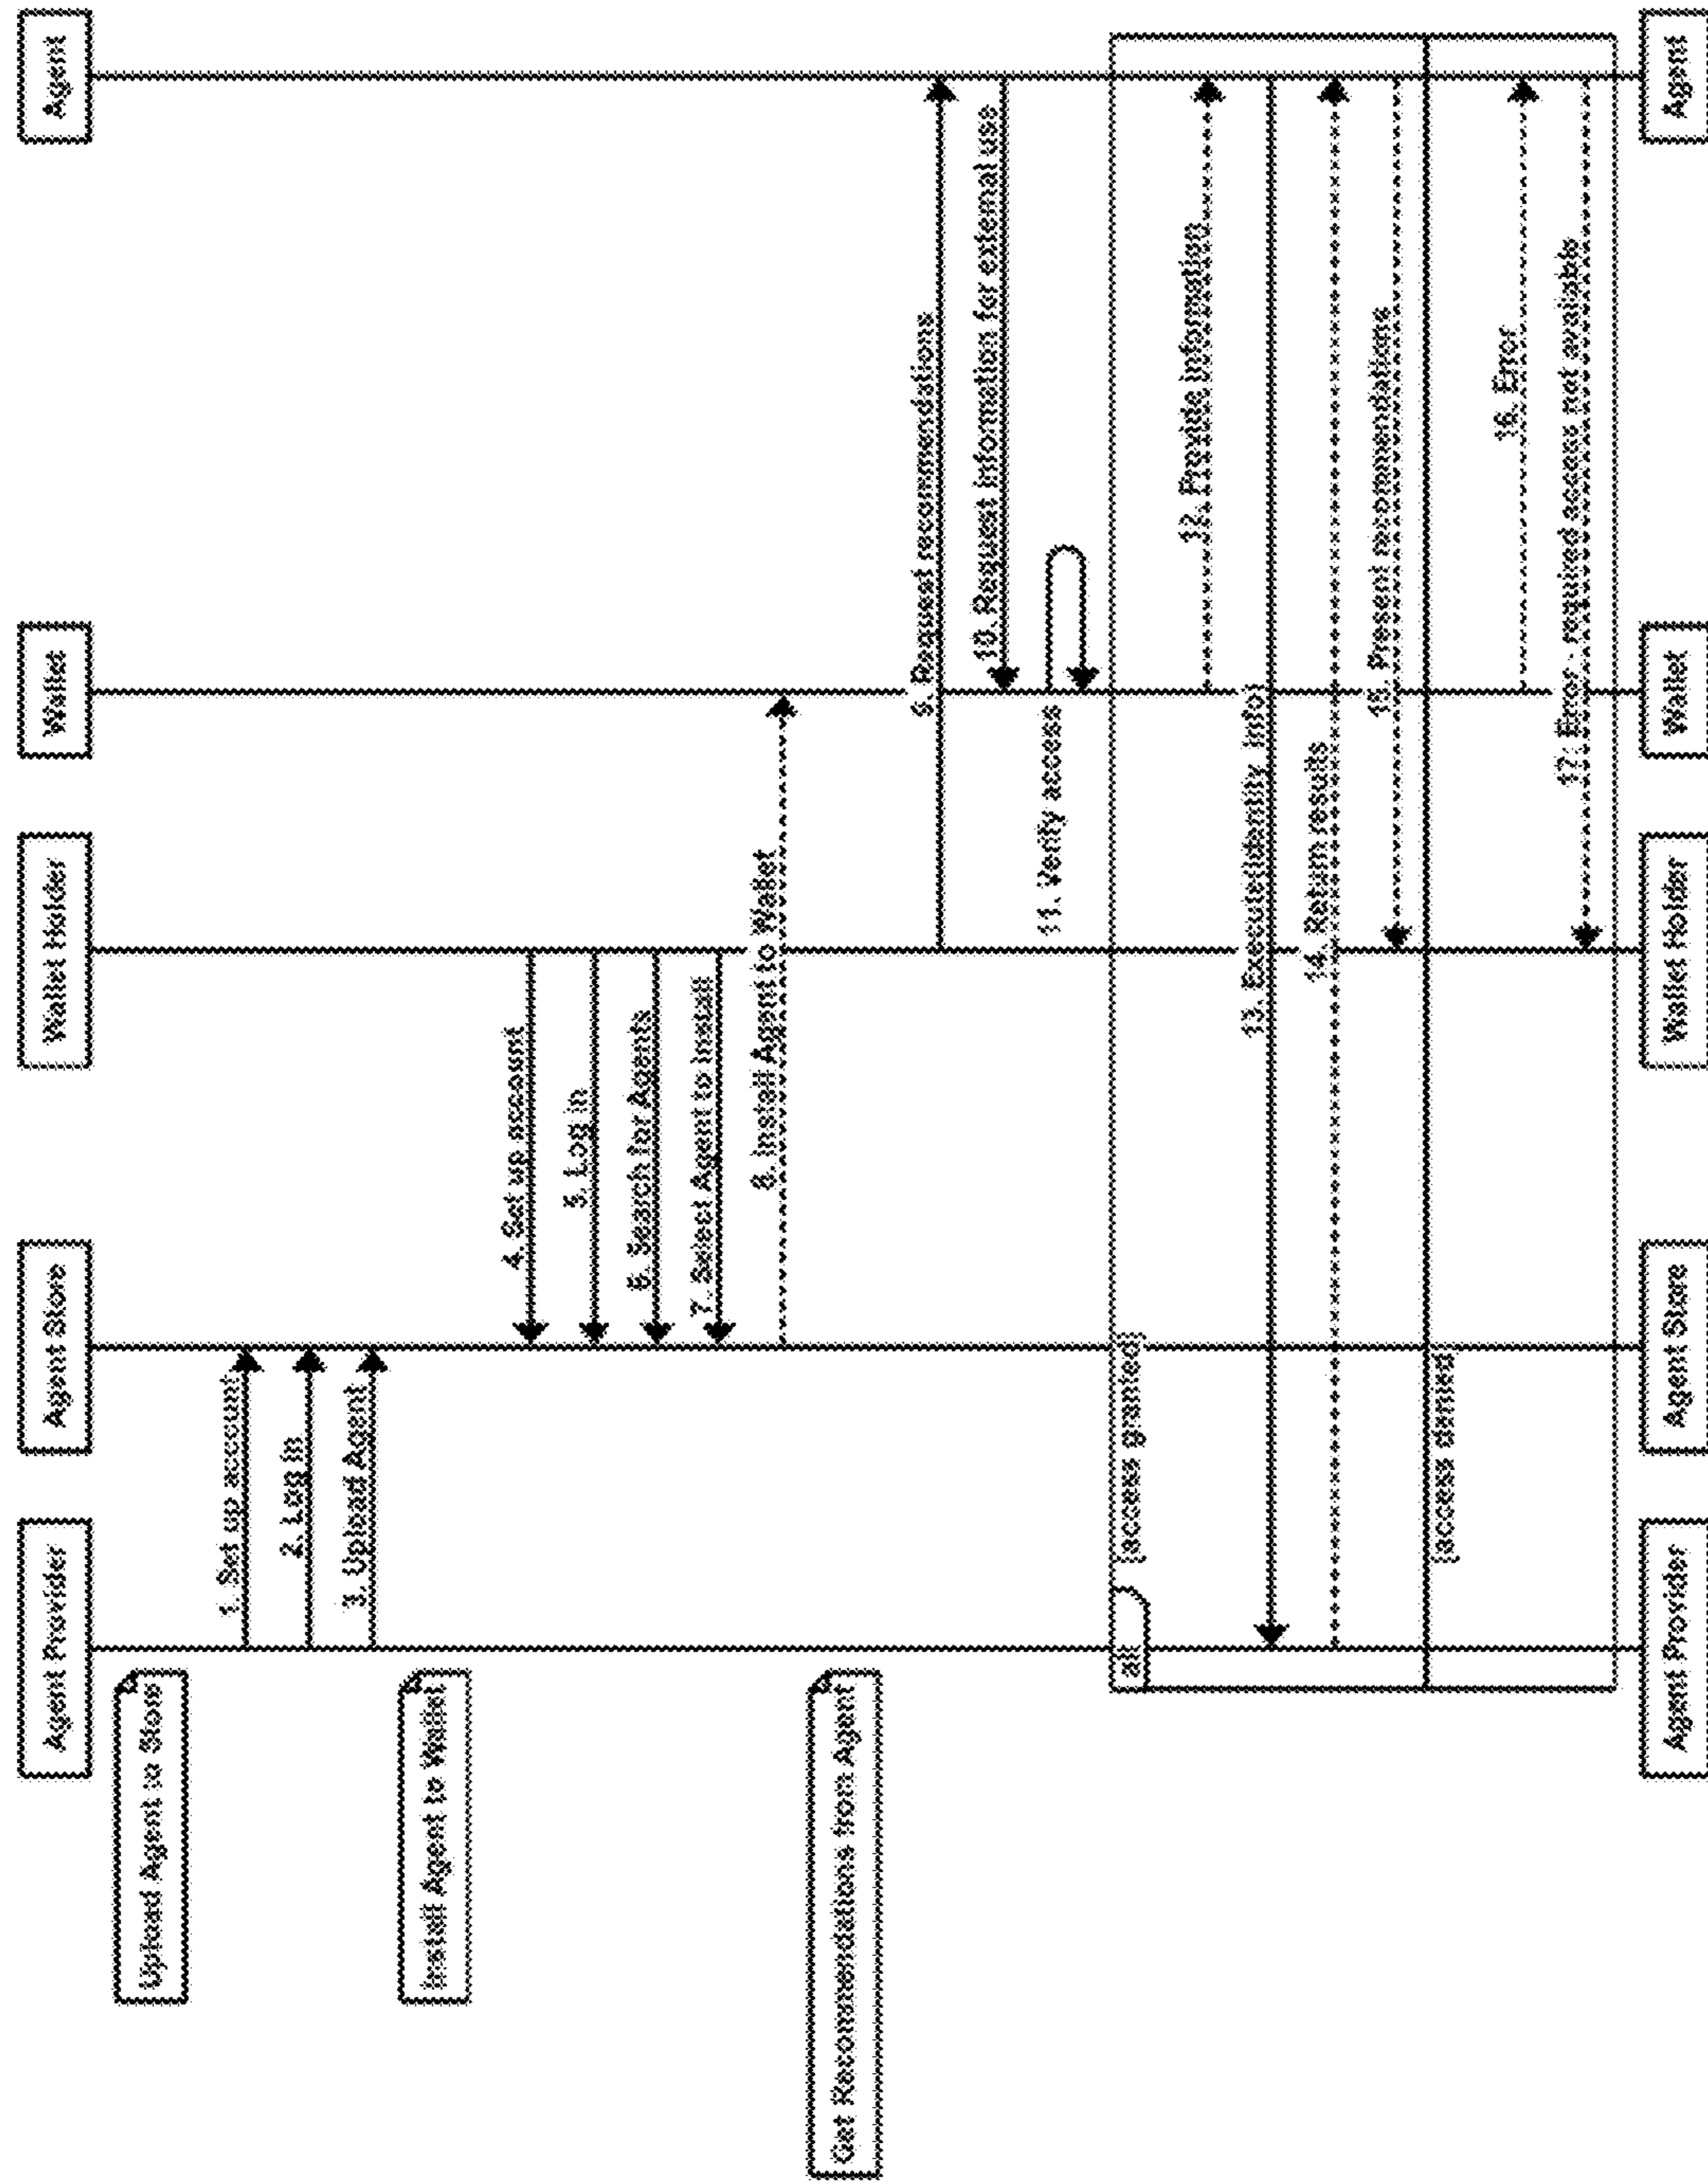 Agent Provider
Agent Store
Wallet Holder
Wallet
Agent
Upload Agent to Store
1. Set up account
2. Log in
3. Upload Agent
Install Agent to Wallet
4. Set up account
5. Log in
6. Search for Agents
7. Select Agent to Install
8. Install Agent to Wallet
Get Recommendations from Agent
9. Request recommendations
10. Request information for external use
11. Verify access
alt
[access granted]
12. Provide information
13. Execute(identity_info)
14. Return results
15. Present recommendations
[access denied]
16. Error
17. Error - required access not available
Agent Provider
Agent Store
Wallet Holder
Wallet
Agent